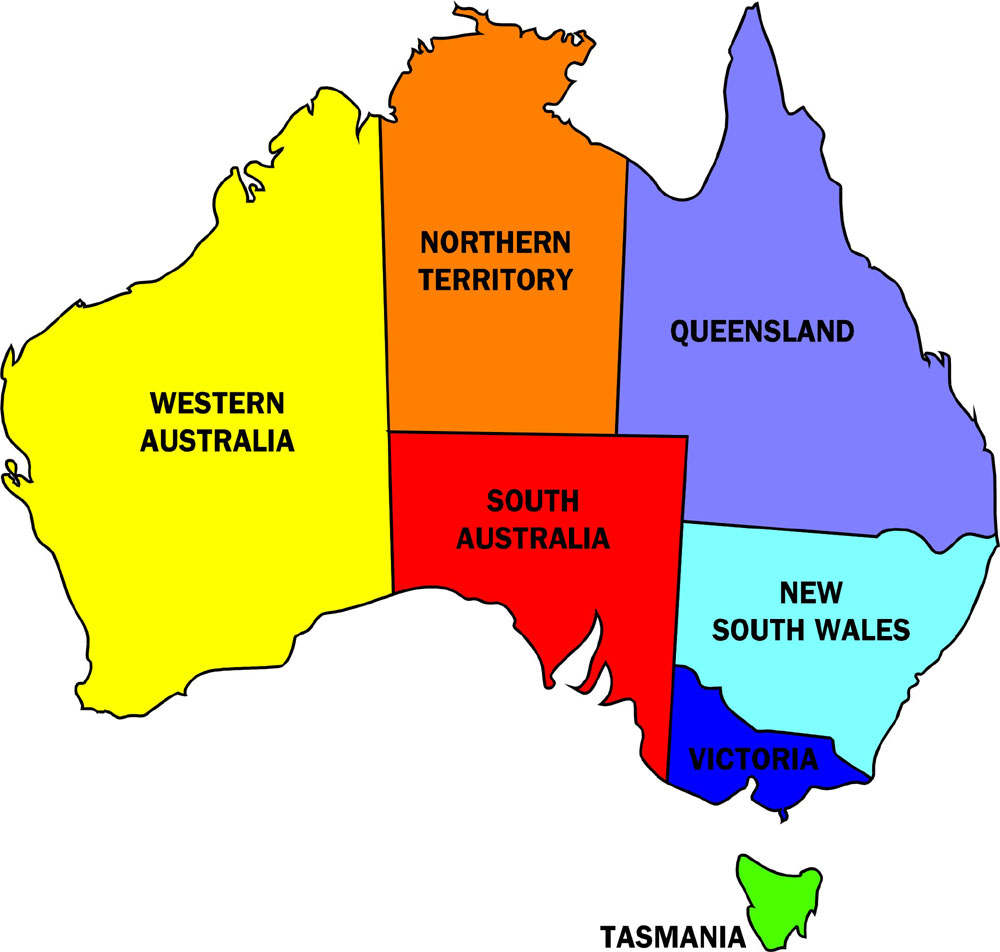 NORTHERN
TERRITORY
QUEENSLAND
WESTERN
AUSTRALIA
SOUTH
AUSTRALIA
NEW
SOUTH WALES
VICTORIA
TASMANIA